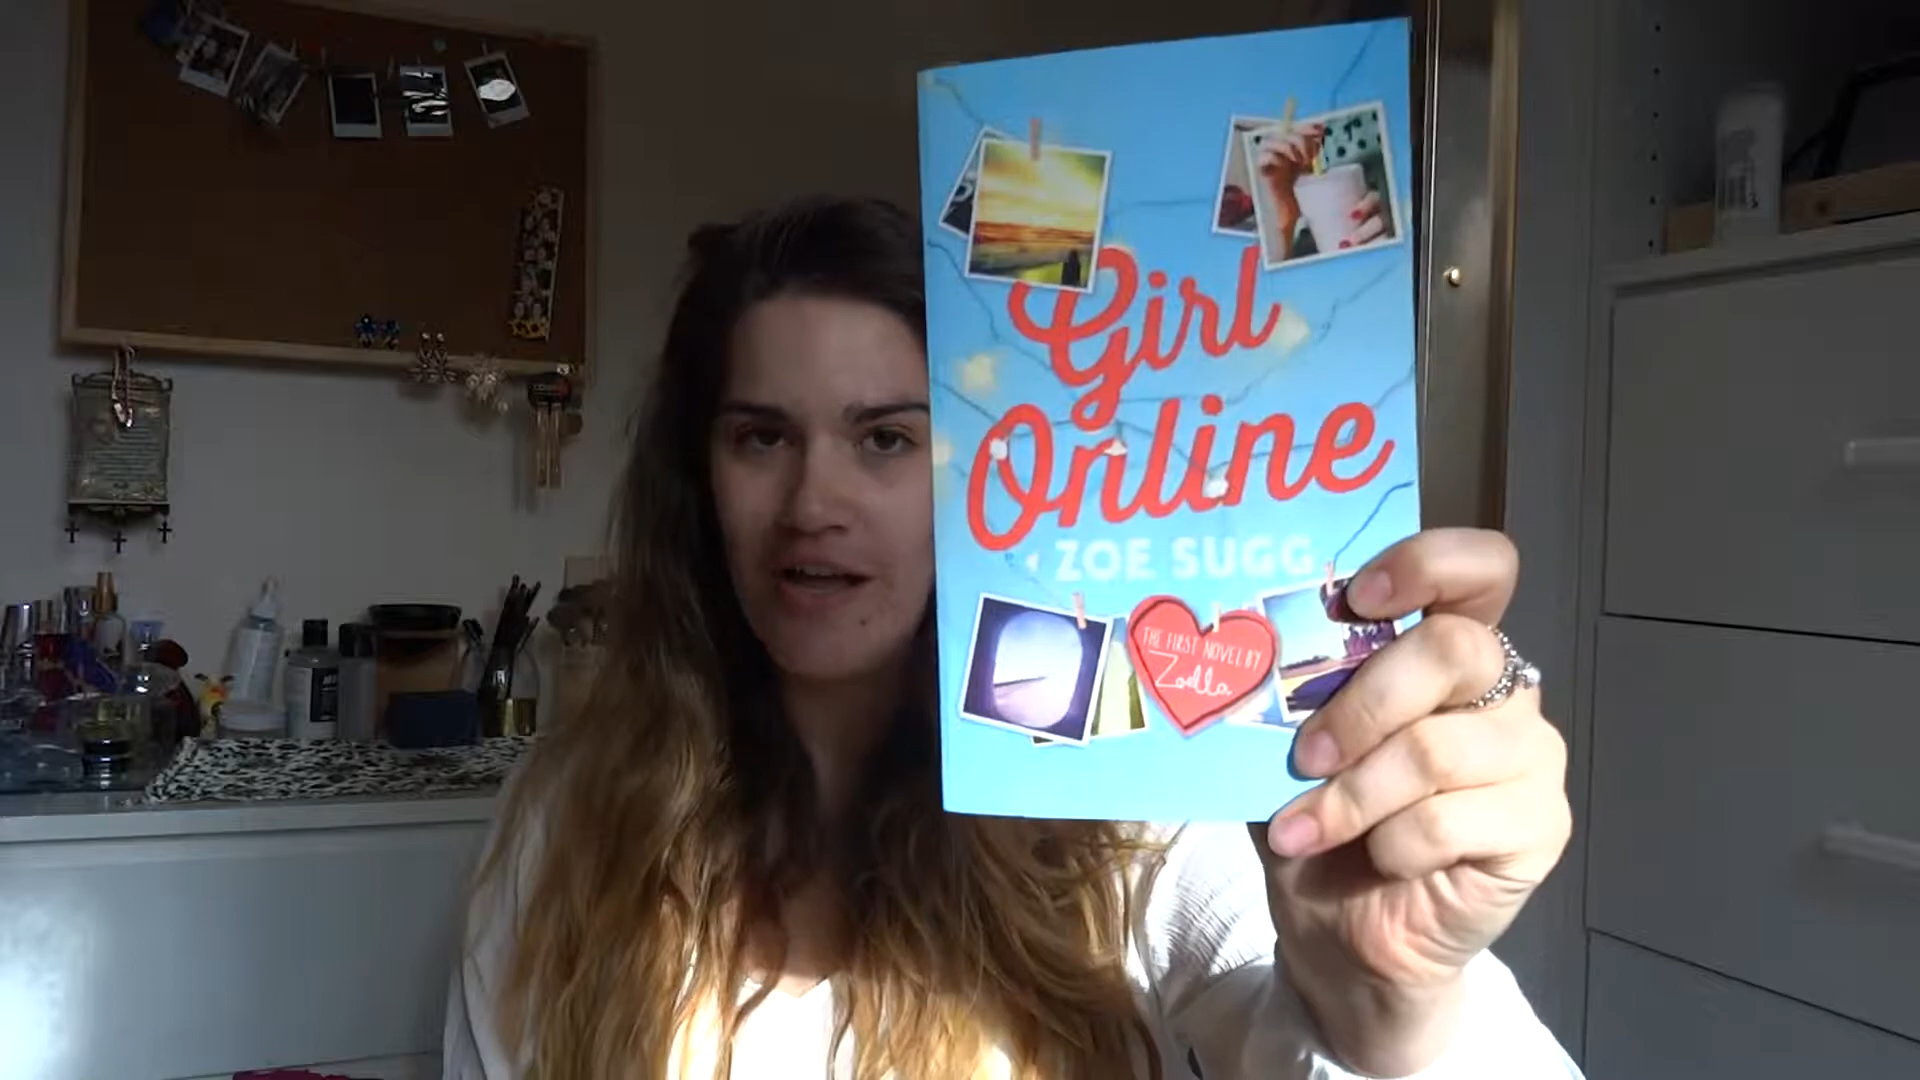 Girl
Online
ZOE SUGG
THE FIRST NOVEL BY
Zoella